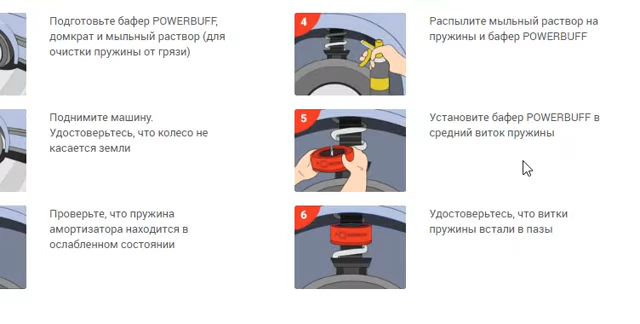 Подготовьте бафер POWERBUFF,
домкрат и мыльный раствор (для
очистки пружины от грязи)
Поднимите машину.
Удостоверьтесь, что колесо не
касается земли
Проверьте, что пружина
амортизатора находится в
ослабленном состоянии
4
Распылите мыльный раствор на
пружины и бафер POWERBUFF
5
Установите бафер POWERBUFF в
средний виток пружины
6
Удостоверьтесь, что витки
пружины встали в пазы